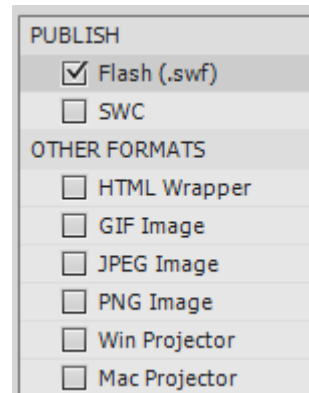 PUBLISH
Flash (.swf)
SWC
OTHER FORMATS
HTML Wrapper
GIF Image
JPEG Image
PNG Image
Win Projector
Mac Projector